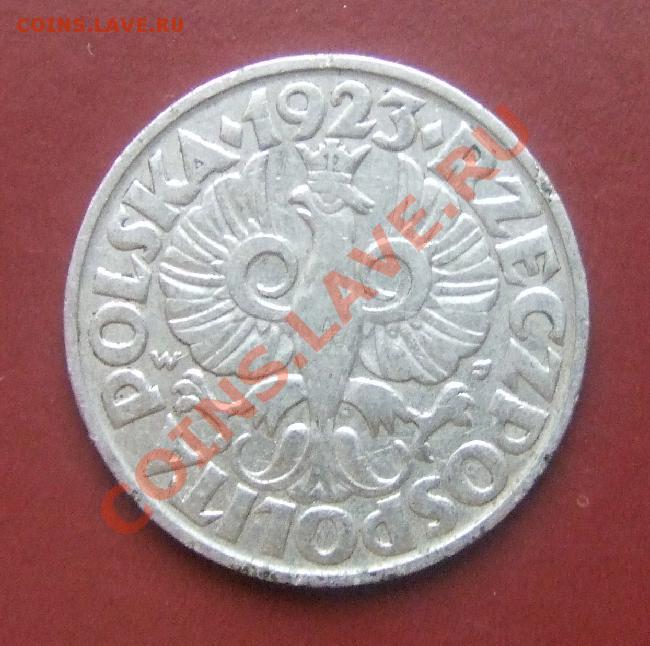 COINS.LAVE.RU
·1923·
RZECZPOSPOLITA POLSKA
W J
COINS.LAVE.RU